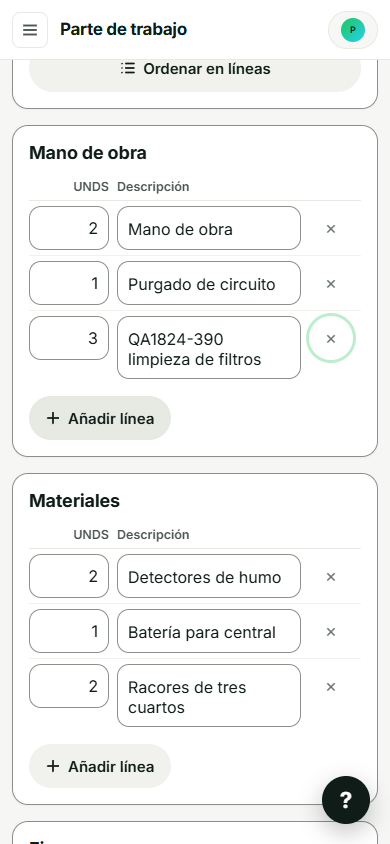 Parte de trabajo
P
Ordenar en líneas
Mano de obra
UNDS Descripción
2 Mano de obra ×
1 Purgado de circuito ×
3 QA1824-390
limpieza de filtros ×
+ Añadir línea
Materiales
UNDS Descripción
2 Detectores de humo ×
1 Batería para central ×
2 Racores de tres
cuartos ×
+ Añadir línea
?